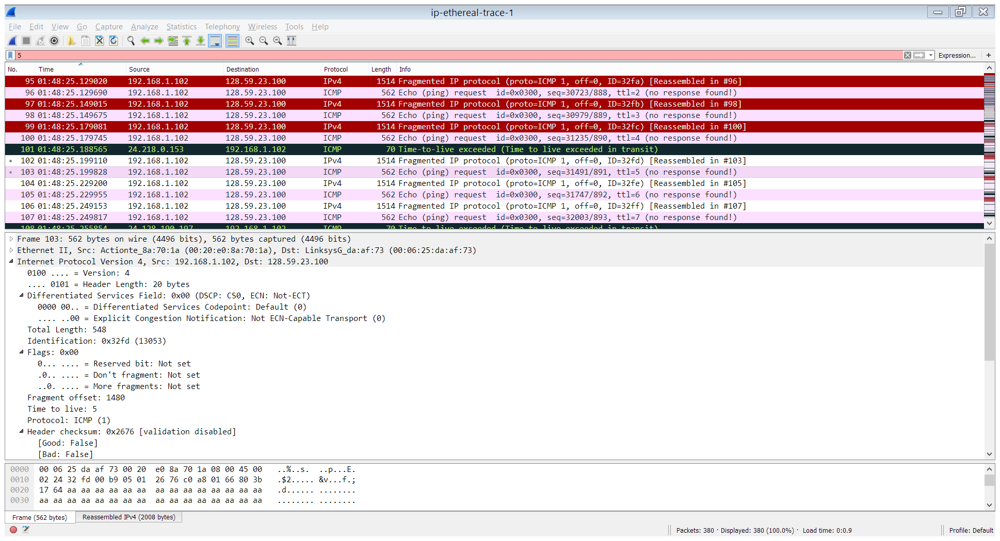 ip-ethereal-trace-1
File Edit View Go Capture Analyze Statistics Telephony Wireless Tools Help
5 Expression... +
No. Time Source Destination Protocol Length Info
95 01:48:25.129020 192.168.1.102 128.59.23.100 IPv4 1514 Fragmented IP protocol (proto=ICMP 1, off=0, ID=32fa) [Reassembled in #96]
96 01:48:25.129690 192.168.1.102 128.59.23.100 ICMP 562 Echo (ping) request id=0x0300, seq=30723/888, ttl=2 (no response found!)
97 01:48:25.149015 192.168.1.102 128.59.23.100 IPv4 1514 Fragmented IP protocol (proto=ICMP 1, off=0, ID=32fb) [Reassembled in #98]
98 01:48:25.149675 192.168.1.102 128.59.23.100 ICMP 562 Echo (ping) request id=0x0300, seq=30979/889, ttl=3 (no response found!)
99 01:48:25.179081 192.168.1.102 128.59.23.100 IPv4 1514 Fragmented IP protocol (proto=ICMP 1, off=0, ID=32fc) [Reassembled in #100]
100 01:48:25.179745 192.168.1.102 128.59.23.100 ICMP 562 Echo (ping) request id=0x0300, seq=31235/890, ttl=4 (no response found!)
101 01:48:25.188565 24.218.0.153 192.168.1.102 ICMP 70 Time-to-live exceeded (Time to live exceeded in transit)
102 01:48:25.199110 192.168.1.102 128.59.23.100 IPv4 1514 Fragmented IP protocol (proto=ICMP 1, off=0, ID=32fd) [Reassembled in #103]
103 01:48:25.199828 192.168.1.102 128.59.23.100 ICMP 562 Echo (ping) request id=0x0300, seq=31491/891, ttl=5 (no response found!)
104 01:48:25.229200 192.168.1.102 128.59.23.100 IPv4 1514 Fragmented IP protocol (proto=ICMP 1, off=0, ID=32fe) [Reassembled in #105]
105 01:48:25.229955 192.168.1.102 128.59.23.100 ICMP 562 Echo (ping) request id=0x0300, seq=31747/892, ttl=6 (no response found!)
106 01:48:25.249153 192.168.1.102 128.59.23.100 IPv4 1514 Fragmented IP protocol (proto=ICMP 1, off=0, ID=32ff) [Reassembled in #107]
107 01:48:25.249817 192.168.1.102 128.59.23.100 ICMP 562 Echo (ping) request id=0x0300, seq=32003/893, ttl=7 (no response found!)
108 01:48:25.255854 24.128.190.197 192.168.1.102 ICMP 70 Time-to-live exceeded (Time to live exceeded in transit)
Frame 103: 562 bytes on wire (4496 bits), 562 bytes captured (4496 bits)
Ethernet II, Src: Actionte_8a:70:1a (00:20:e0:8a:70:1a), Dst: LinksysG_da:af:73 (00:06:25:da:af:73)
Internet Protocol Version 4, Src: 192.168.1.102, Dst: 128.59.23.100
0100 .... = Version: 4
.... 0101 = Header Length: 20 bytes
Differentiated Services Field: 0x00 (DSCP: CS0, ECN: Not-ECT)
0000 00.. = Differentiated Services Codepoint: Default (0)
.... ..00 = Explicit Congestion Notification: Not ECN-Capable Transport (0)
Total Length: 548
Identification: 0x32fd (13053)
Flags: 0x00
0... .... = Reserved bit: Not set
.0.. .... = Don't fragment: Not set
..0. .... = More fragments: Not set
Fragment offset: 1480
Time to live: 5
Protocol: ICMP (1)
Header checksum: 0x2676 [validation disabled]
[Good: False]
[Bad: False]
0000 00 06 25 da af 73 00 20 e0 8a 70 1a 08 00 45 00 ..%..s. ..p...E.
0010 02 24 32 fd 00 b9 05 01 26 76 c0 a8 01 66 80 3b .$2..... &v...f.;
0020 17 64 aa aa aa aa aa aa aa aa aa aa aa aa aa aa .d...... ........
0030 aa aa aa aa aa aa aa aa aa aa aa aa aa aa aa aa ........ ........
Frame (562 bytes) Reassembled IPv4 (2008 bytes)
Packets: 380 · Displayed: 380 (100.0%) · Load time: 0:0.9 Profile: Default